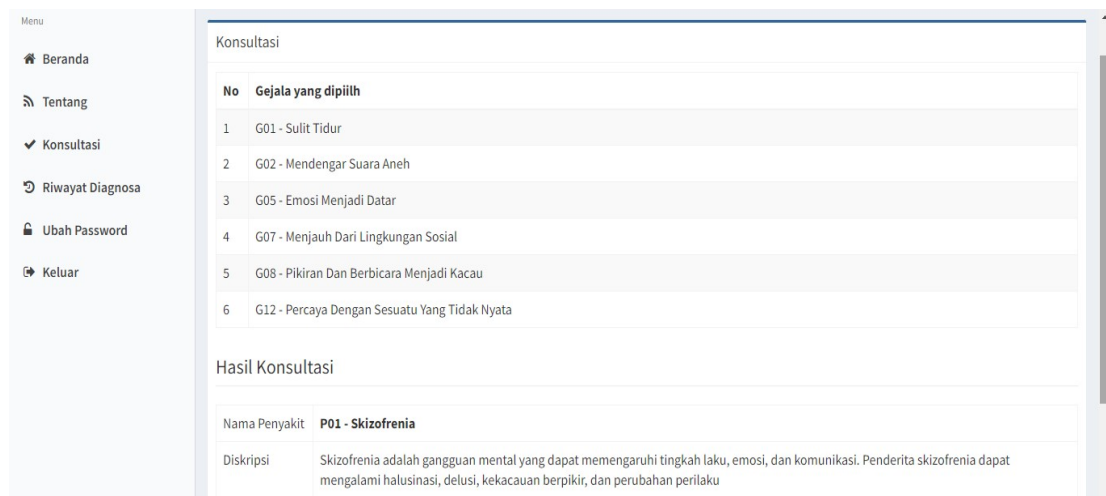 Menu
Beranda
Tentang
Konsultasi
Riwayat Diagnosa
Ubah Password
Keluar
Konsultasi
No Gejala yang dipiilh
1 G01 - Sulit Tidur
2 G02 - Mendengar Suara Aneh
3 G05 - Emosi Menjadi Datar
4 G07 - Menjauh Dari Lingkungan Sosial
5 G08 - Pikiran Dan Berbicara Menjadi Kacau
6 G12 - Percaya Dengan Sesuatu Yang Tidak Nyata
Hasil Konsultasi
Nama Penyakit P01 - Skizofrenia
Diskripsi Skizofrenia adalah gangguan mental yang dapat memengaruhi tingkah laku, emosi, dan komunikasi. Penderita skizofrenia dapat
mengalami halusinasi, delusi, kekacauan berpikir, dan perubahan perilaku